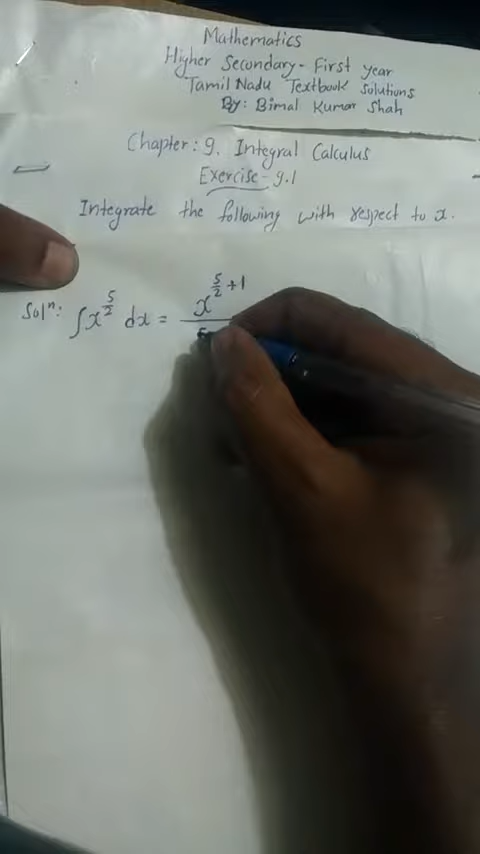 Mathematics
Higher Secondary - First year
Tamil Nadu Textbook Solutions
By: Bimal Kumar Shah
Chapter: 9. Integral Calculus
Exercise - 9.1
Integrate the following with respect to x.
Solⁿ: ∫x^(5/2) dx = x^(5/2 + 1)